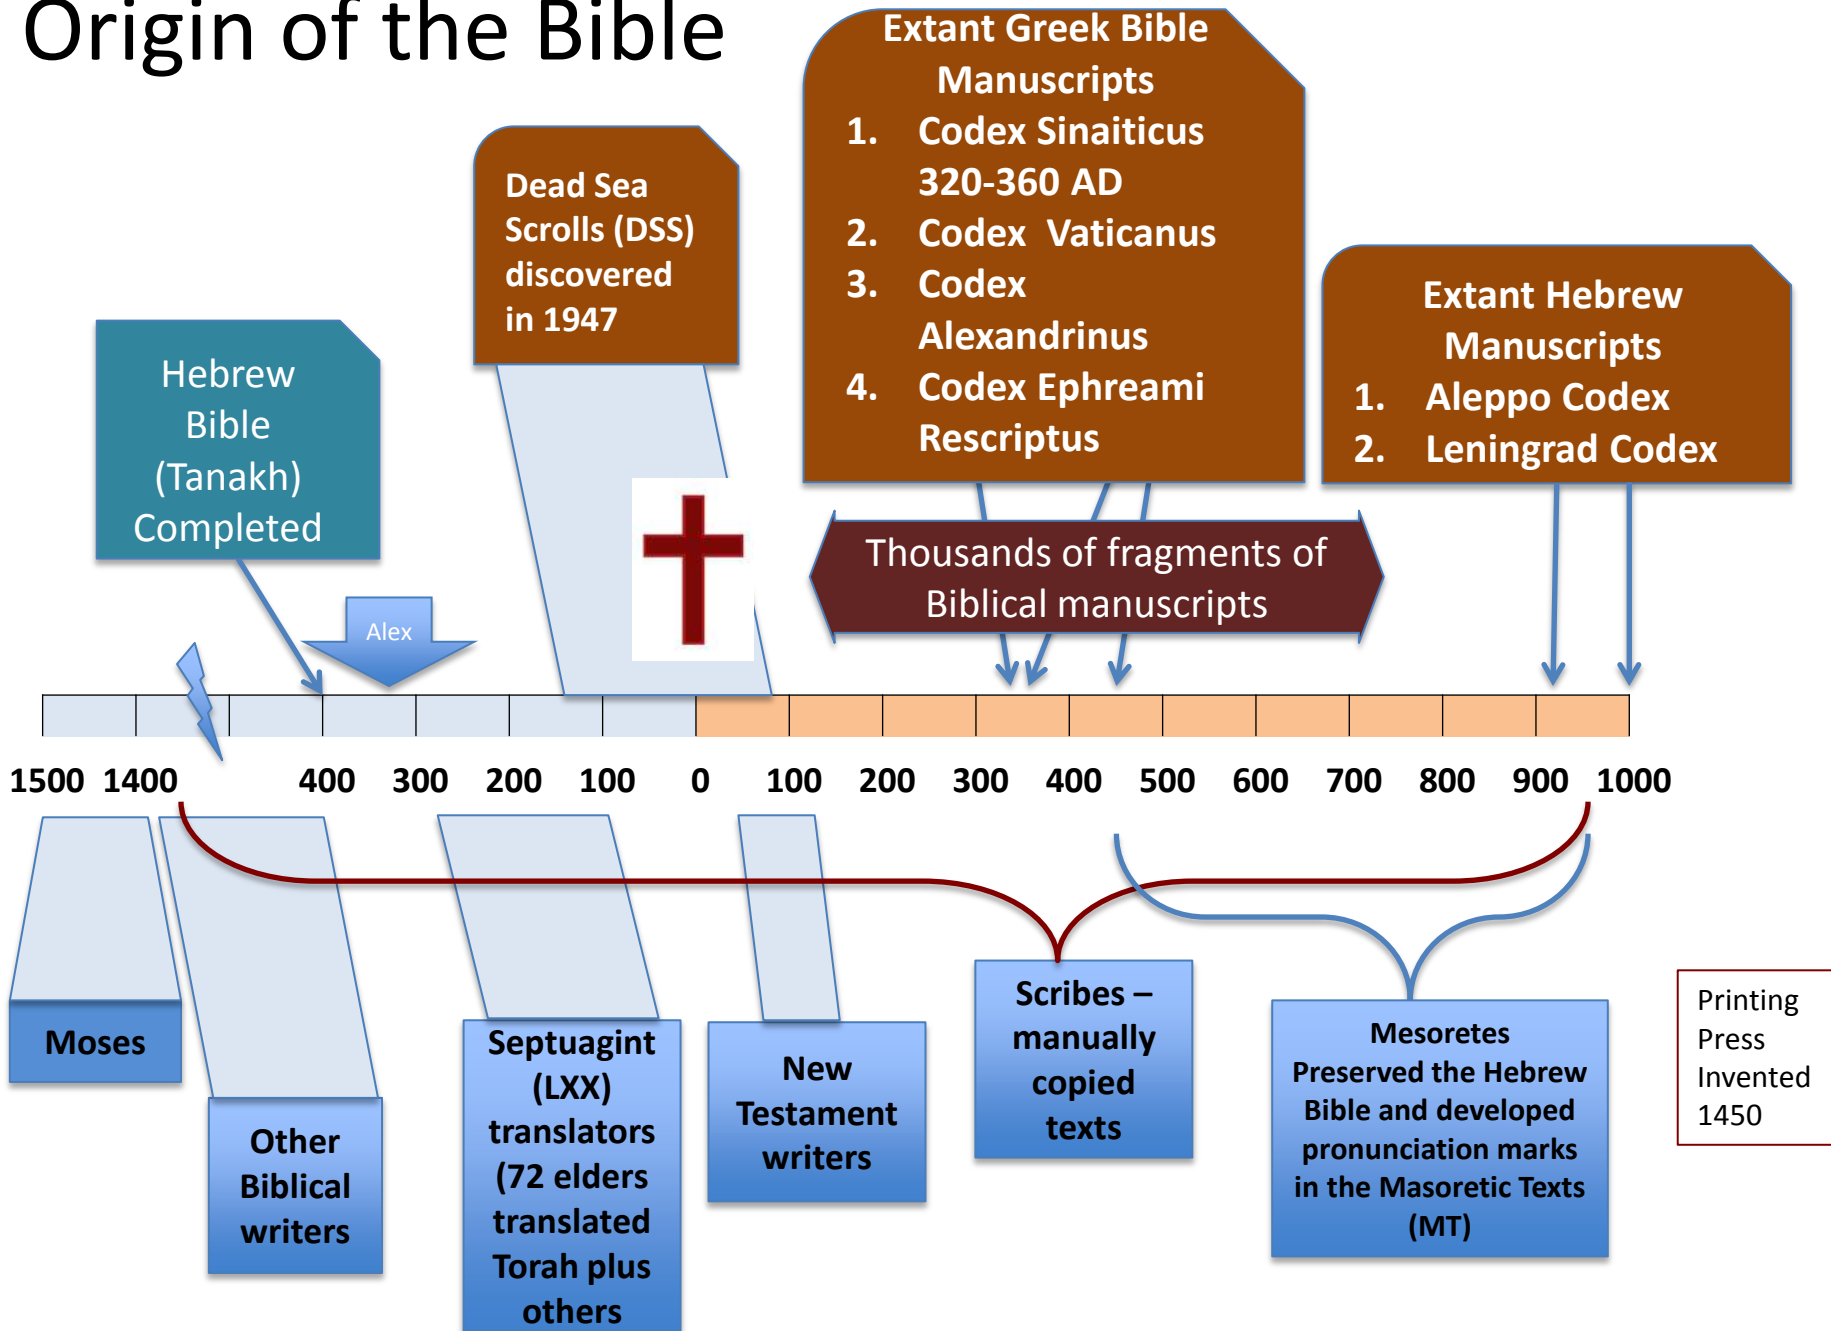 Origin of the Bible
Extant Greek Bible
Manuscripts
1. Codex Sinaiticus
320-360 AD
2. Codex Vaticanus
3. Codex
Alexandrinus
4. Codex Ephreami
Rescriptus
Dead Sea
Scrolls (DSS)
discovered
in 1947
Extant Hebrew
Manuscripts
1. Aleppo Codex
2. Leningrad Codex
Hebrew
Bible
(Tanakh)
Completed
Thousands of fragments of
Biblical manuscripts
Alex
1500 1400 400 300 200 100 0 100 200 300 400 500 600 700 800 900 1000
Moses
Other
Biblical
writers
Septuagint
(LXX)
translators
(72 elders
translated
Torah plus
others
New
Testament
writers
Scribes –
manually
copied
texts
Mesoretes
Preserved the Hebrew
Bible and developed
pronunciation marks
in the Masoretic Texts
(MT)
Printing
Press
Invented
1450